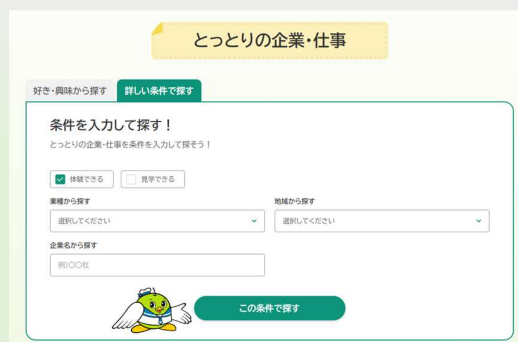 とっとりの企業・仕事
好き・興味から探す
詳しい条件で探す
条件を入力して探す！
とっとりの企業・仕事を条件を入力して探そう！
体験できる
見学できる
業種から探す
地域から探す
選択してください
選択してください
企業名から探す
例)〇〇社
この条件で探す